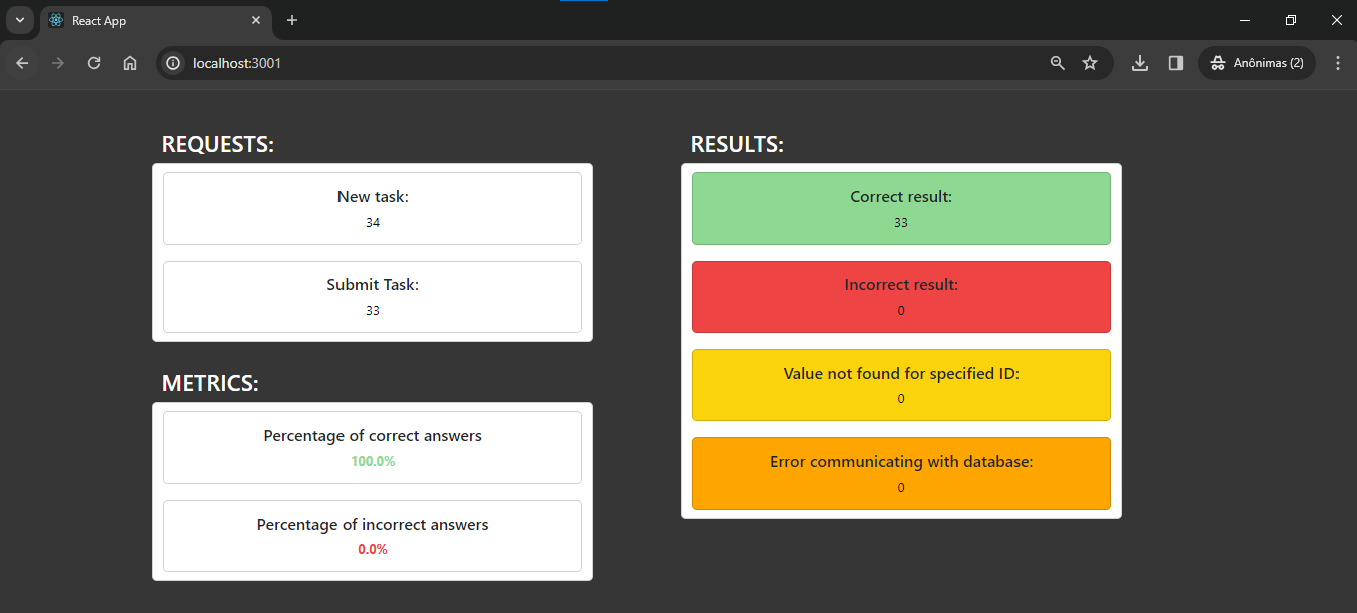 React App
localhost:3001
Anônimas (2)
REQUESTS:
New task:
34
Submit Task:
33
METRICS:
Percentage of correct answers
100.0%
Percentage of incorrect answers
0.0%
RESULTS:
Correct result:
33
Incorrect result:
0
Value not found for specified ID:
0
Error communicating with database:
0